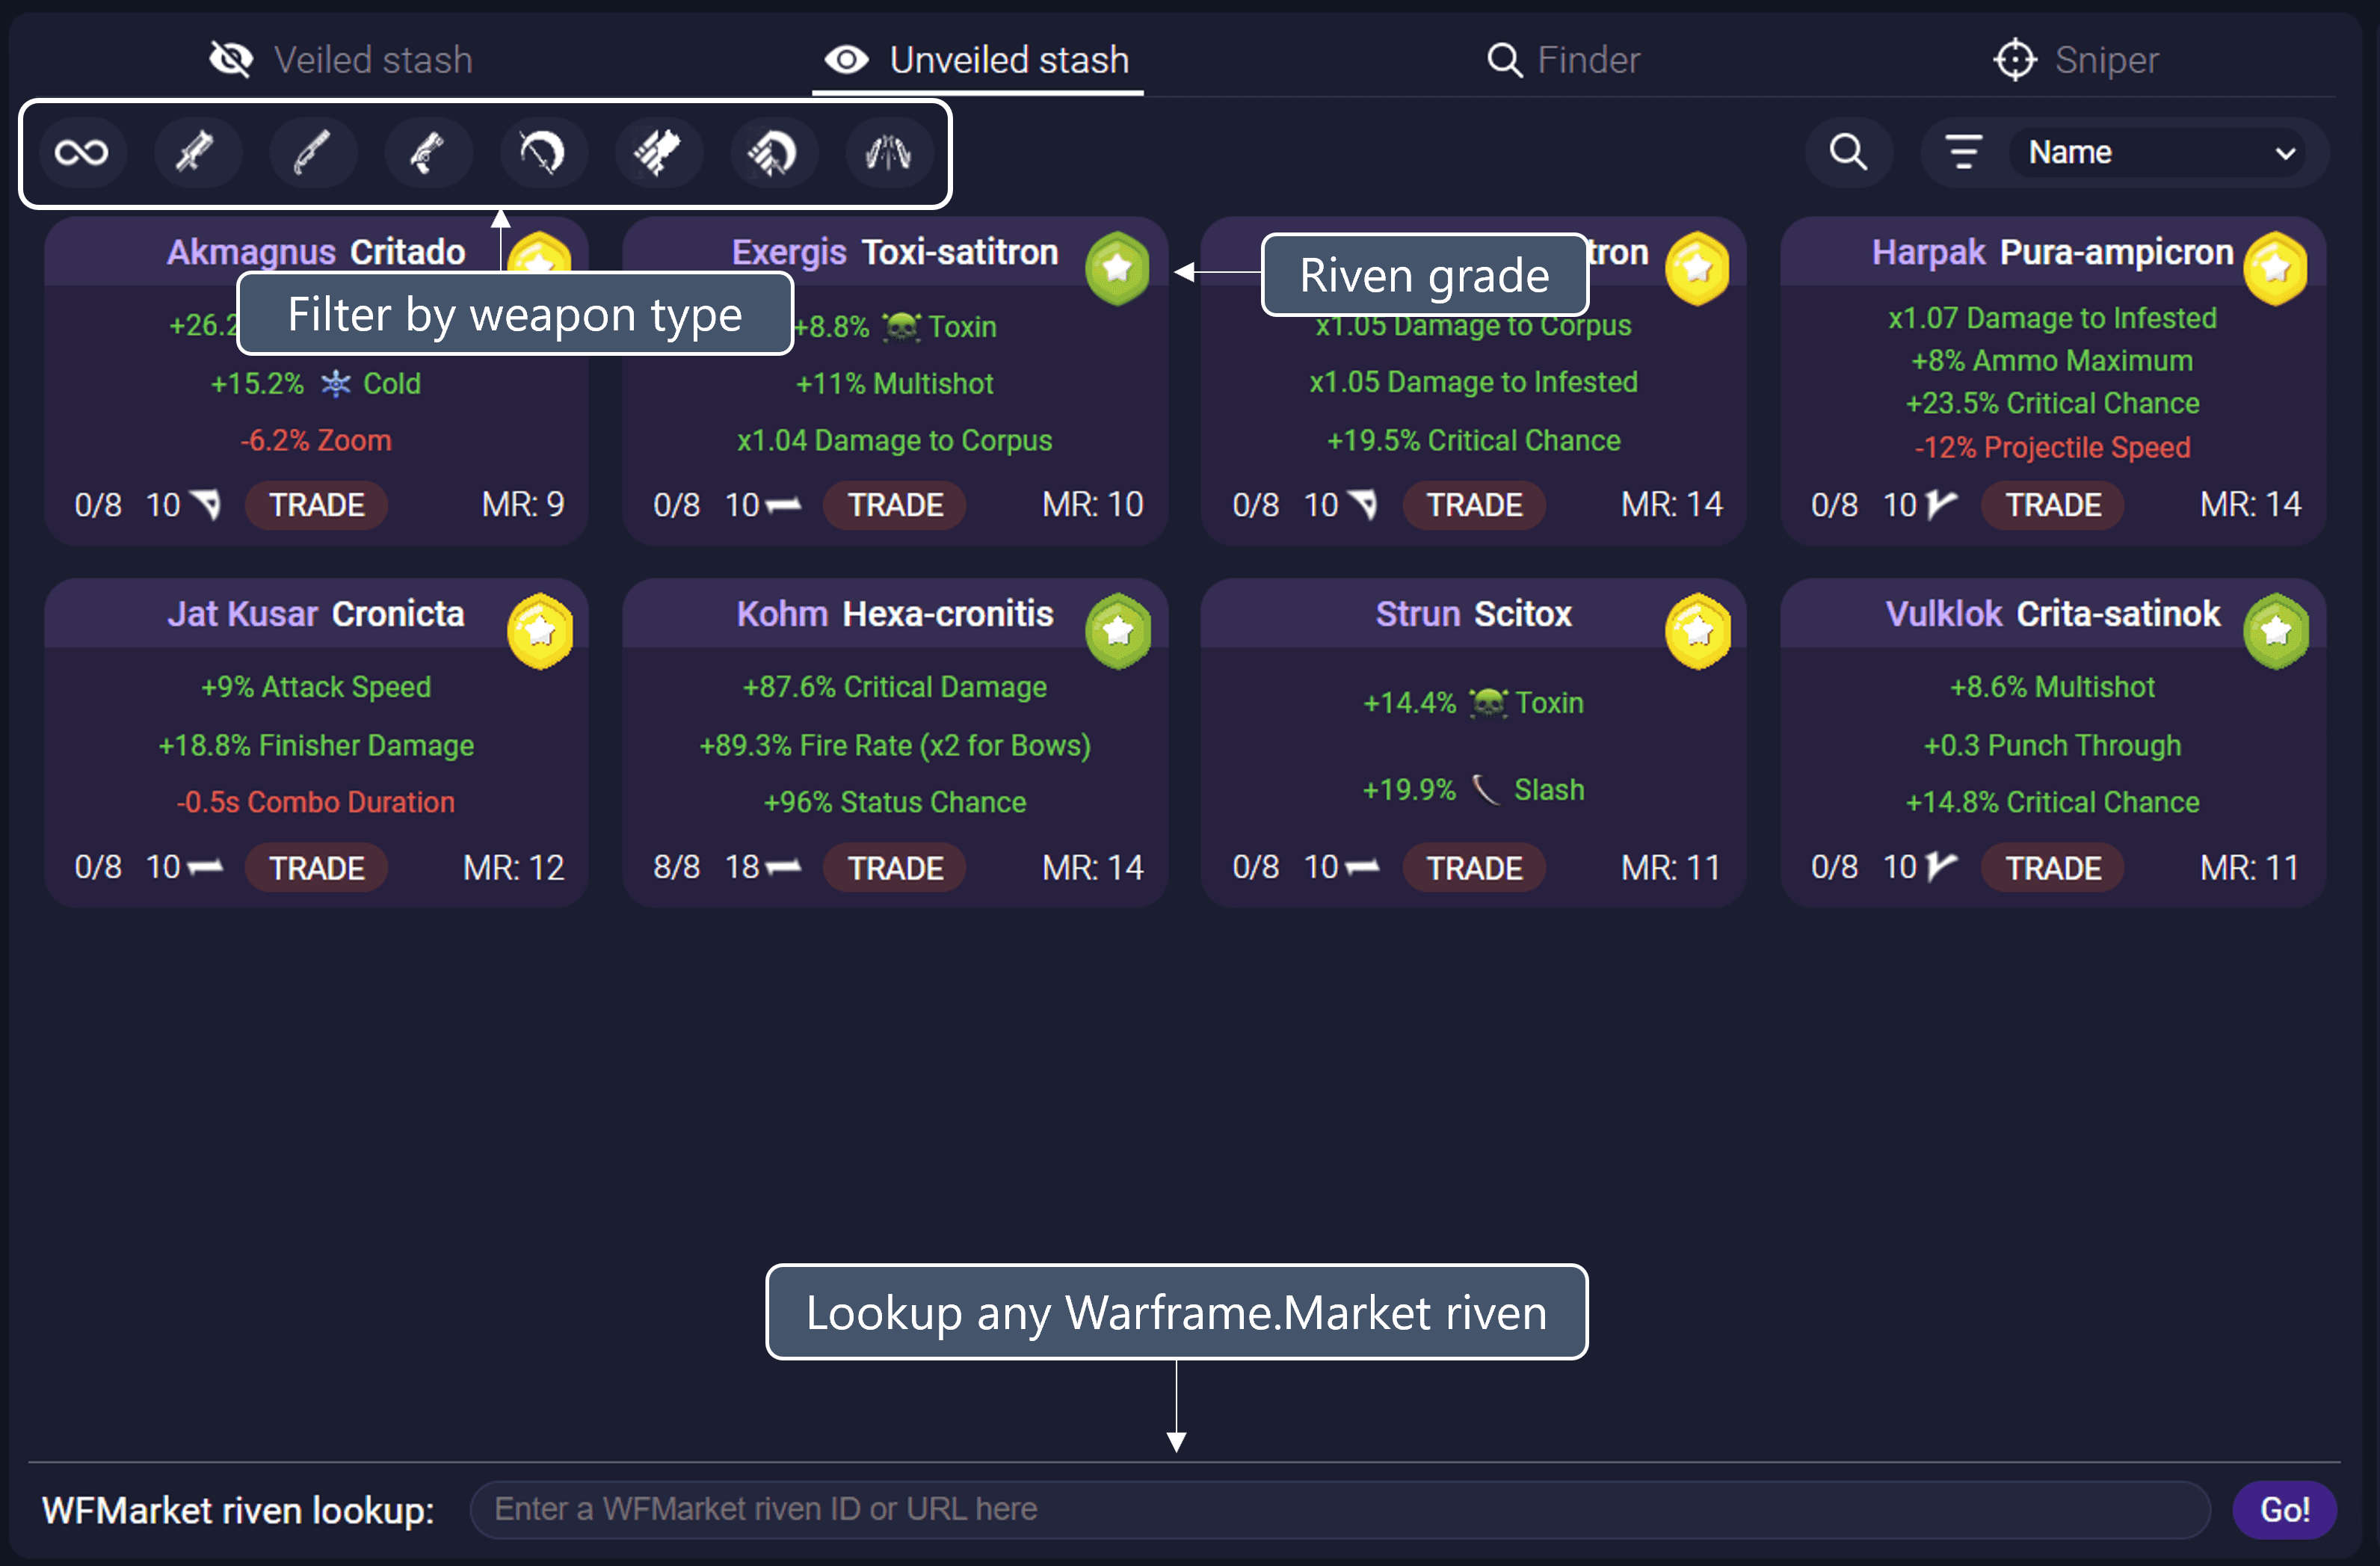 Veiled stash
Unveiled stash
Finder
Sniper
Name
Filter by weapon type
Riven grade
Akmagnus Critado
+15.2% Cold
-6.2% Zoom
0/8 10 TRADE MR: 9
Exergis Toxi-satitron
+8.8% Toxin
+11% Multishot
x1.04 Damage to Corpus
0/8 10 TRADE MR: 10
x1.05 Damage to Corpus
x1.05 Damage to Infested
+19.5% Critical Chance
0/8 10 TRADE MR: 14
Harpak Pura-ampicron
x1.07 Damage to Infested
+8% Ammo Maximum
+23.5% Critical Chance
-12% Projectile Speed
0/8 10 TRADE MR: 14
Jat Kusar Cronicta
+9% Attack Speed
+18.8% Finisher Damage
-0.5s Combo Duration
0/8 10 TRADE MR: 12
Kohm Hexa-cronitis
+87.6% Critical Damage
+89.3% Fire Rate (x2 for Bows)
+96% Status Chance
8/8 18 TRADE MR: 14
Strun Scitox
+14.4% Toxin
+19.9% Slash
0/8 10 TRADE MR: 11
Vulklok Crita-satinok
+8.6% Multishot
+0.3 Punch Through
+14.8% Critical Chance
0/8 10 TRADE MR: 11
Lookup any Warframe.Market riven
WFMarket riven lookup:
Enter a WFMarket riven ID or URL here
Go!